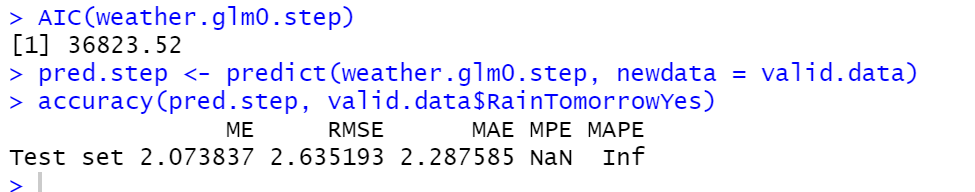 > AIC(weather.glm0.step)
[1] 36823.52
> pred.step <- predict(weather.glm0.step, newdata = valid.data)
> accuracy(pred.step, valid.data$RainTomorrowYes)
               ME     RMSE      MAE MPE MAPE
Test set 2.073837 2.635193 2.287585 NaN  Inf
>